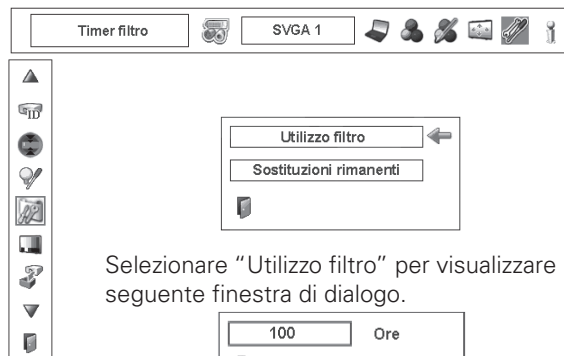 Timer filtro
SVGA 1
ID
Utilizzo filtro
Sostituzioni rimanenti
Selezionare “Utilizzo filtro” per visualizzare
seguente finestra di dialogo.
100 Ore